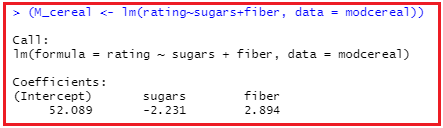 > (M_cereal <- lm(rating~sugars+fiber, data = modcereal))
Call:
lm(formula = rating ~ sugars + fiber, data = modcereal)
Coefficients:
(Intercept)       sugars        fiber
     52.089       -2.231        2.894